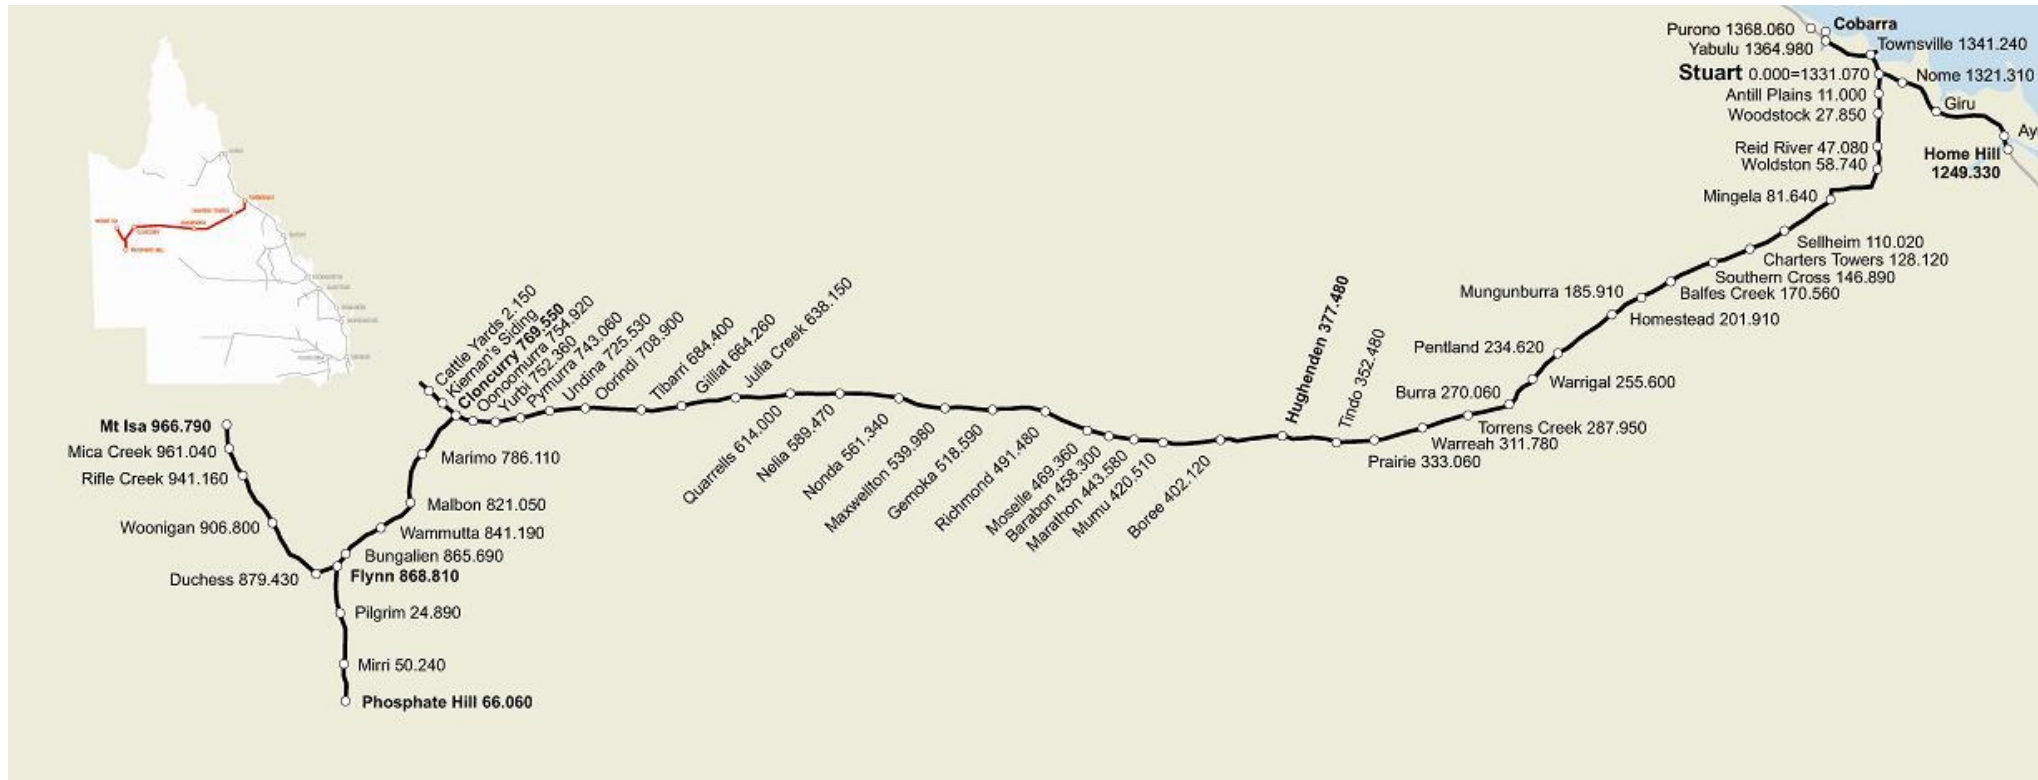 Purono 1368.060
Cobarra
Yabulu 1364.980
Townsville 1341.240
Stuart 0.000=1331.070
Nome 1321.310
Antill Plains 11.000
Giru
Woodstock 27.850
Ay
Reid River 47.080
Home Hill
1249.330
Woldston 58.740
Mingela 81.640
Sellheim 110.020
Charters Towers 128.120
Southern Cross 146.890
Balfes Creek 170.560
Mungunburra 185.910
Homestead 201.910
Pentland 234.620
Warrigal 255.600
Burra 270.060
Torrens Creek 287.950
Warreah 311.780
Prairie 333.060
Tindo 352.480
Hughenden 377.480
Boree 402.120
Mumu 420.510
Marathon 443.580
Barabon 458.300
Moselle 469.360
Richmond 491.480
Gemoka 518.590
Maxwellton 539.980
Nonda 561.340
Nelia 589.470
Quarrells 614.000
Julia Creek 638.150
Gilliat 664.260
Tibarri 684.400
Oorindi 708.900
Undina 725.530
Pymurra 743.060
Yurbi 752.360
Oonoomurra 754.920
Cloncurry 769.550
Kiernan's Siding
Cattle Yards 2.150
Marimo 786.110
Malbon 821.050
Wammutta 841.190
Bungalien 865.690
Flynn 868.810
Duchess 879.430
Woonigan 906.800
Rifle Creek 941.160
Mica Creek 961.040
Mt Isa 966.790
Pilgrim 24.890
Mirri 50.240
Phosphate Hill 66.060